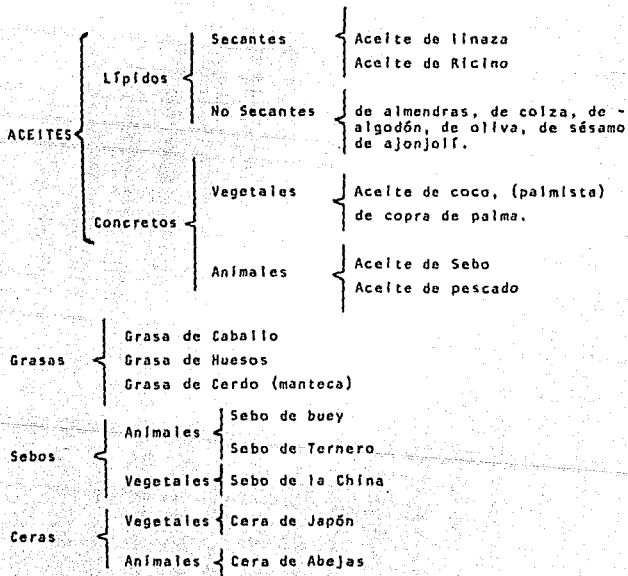 Secantes
Aceite de linaza
Aceite de Ricino
Lípidos
No Secantes
de almendras, de colza, de -
algodón, de oliva, de sésamo
de ajonjolí.
ACEITES
Vegetales
Aceite de coco, (palmista)
de copra de palma.
Concretos
Animales
Aceite de Sebo
Aceite de pescado
Grasas
Grasa de Caballo
Grasa de Huesos
Grasa de Cerdo (manteca)
Sebos
Animales
Sebo de buey
Sebo de Ternero
Vegetales
Sebo de la China
Ceras
Vegetales
Cera de Japón
Animales
Cera de Abejas